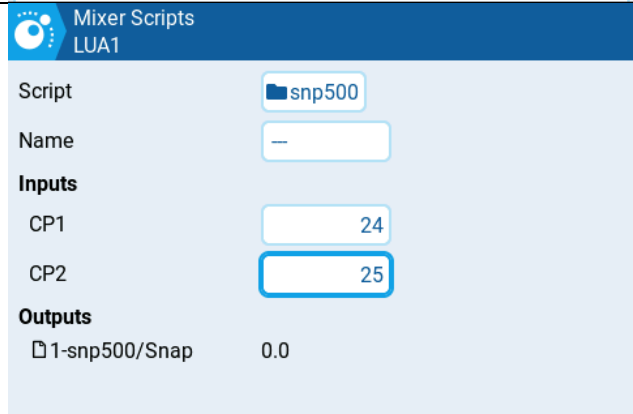 Mixer Scripts
LUA1
Script snp500
Name ---
Inputs
CP1 24
CP2 25
Outputs
1-snp500/Snap 0.0